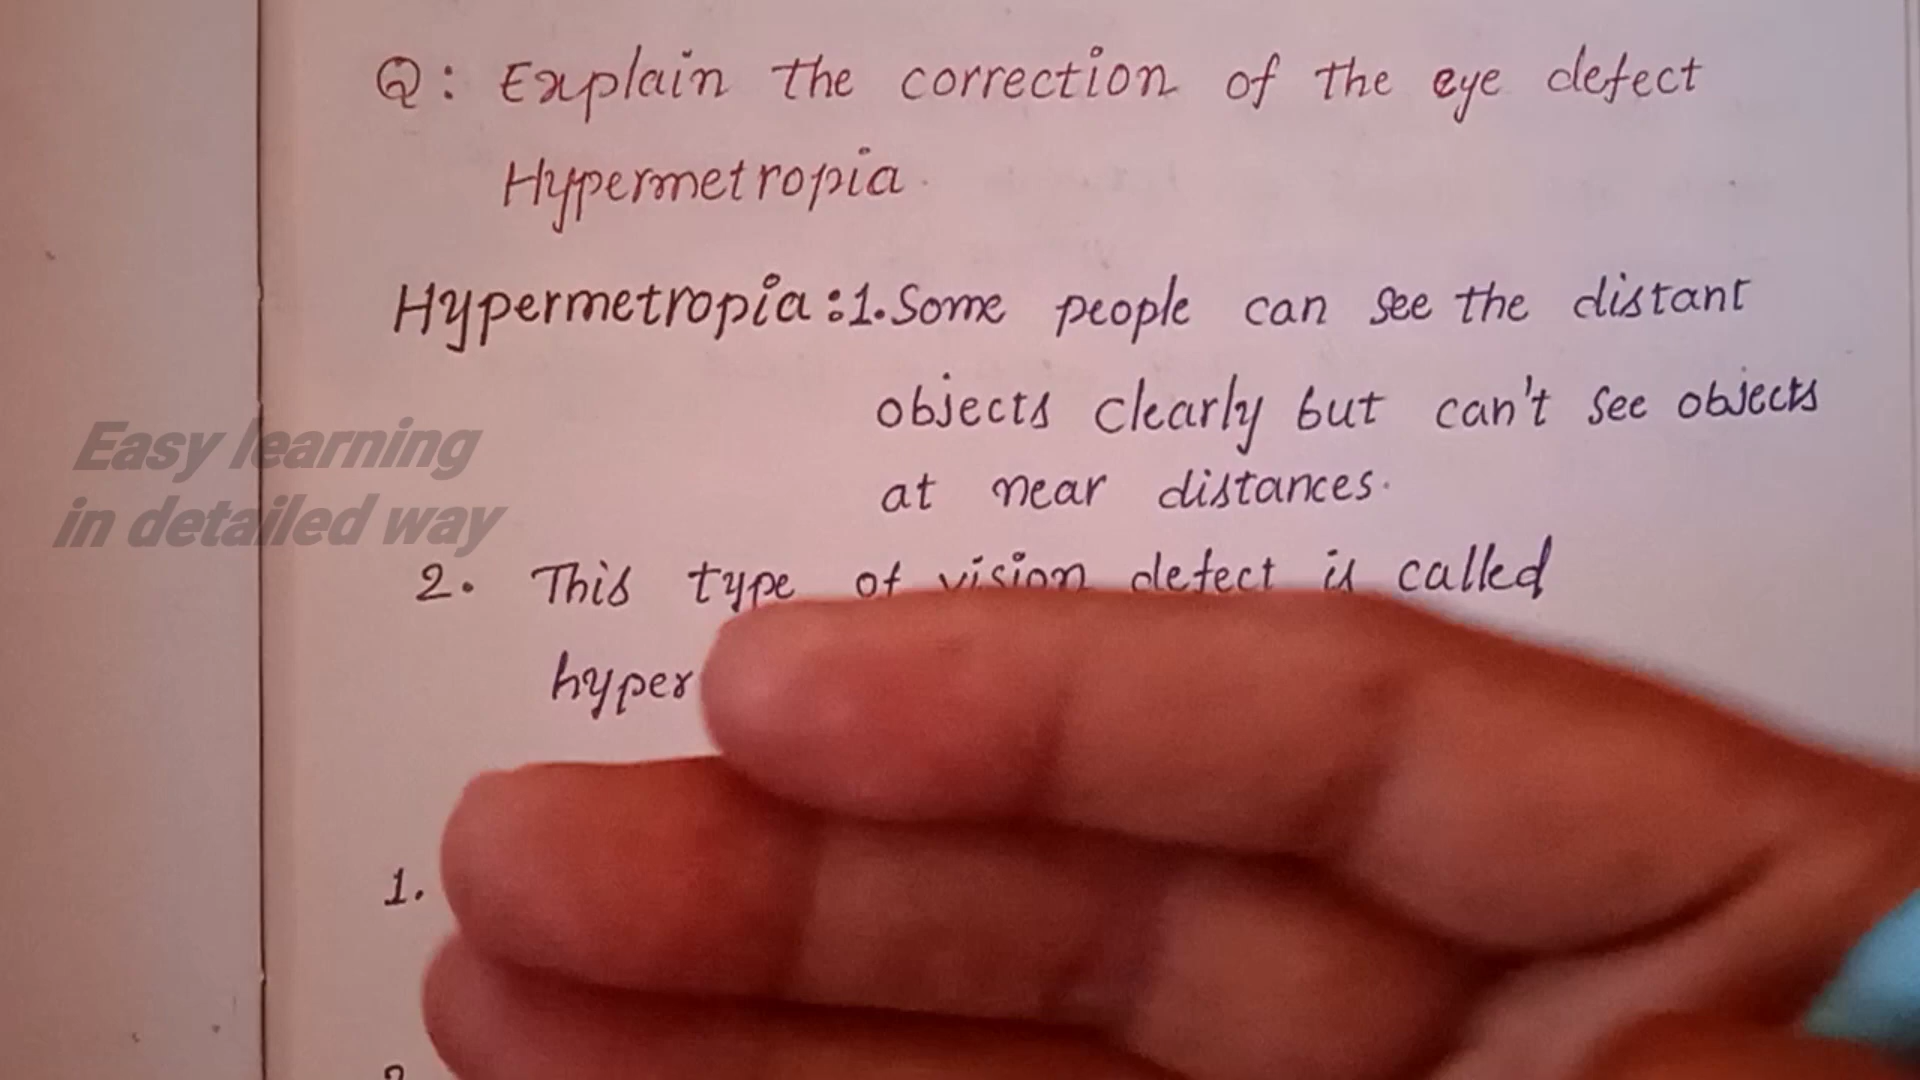 Q: Explain the correction of the eye defect
Hypermetropia.
Hypermetropia:1.Some people can see the distant
objects clearly but can't see objects
at near distances.
Easy learning
in detailed way
2. This type of vision defect is called
hyper
1.